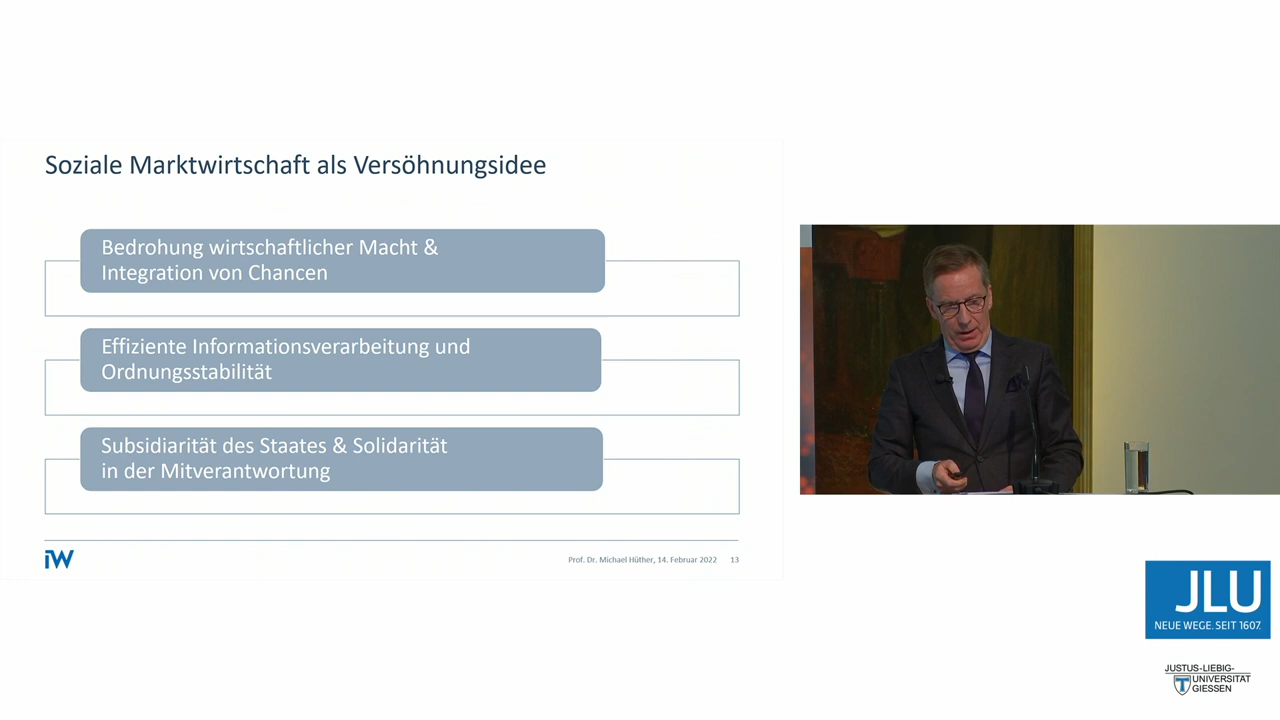 Soziale Marktwirtschaft als Versöhnungsidee
Bedrohung wirtschaftlicher Macht &
Integration von Chancen
Effiziente Informationsverarbeitung und
Ordnungsstabilität
Subsidiarität des Staates & Solidarität
in der Mitverantwortung
iW
Prof. Dr. Michael Hüther, 14. Februar 2022 13
JLU
NEUE WEGE. SEIT 1607.
JUSTUS-LIEBIG-
UNIVERSITÄT
GIESSEN